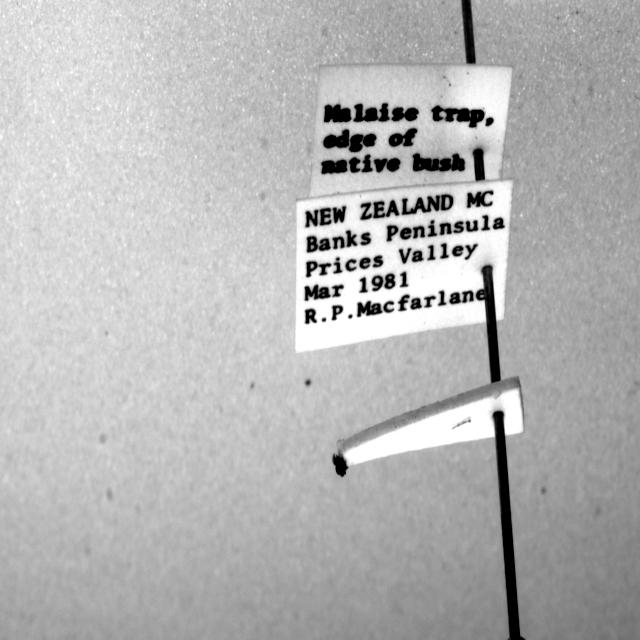 Malaise trap,
edge of
native bush
NEW ZEALAND MC
Banks Peninsula
Prices Valley
Mar 1981
R.P.Macfarlane